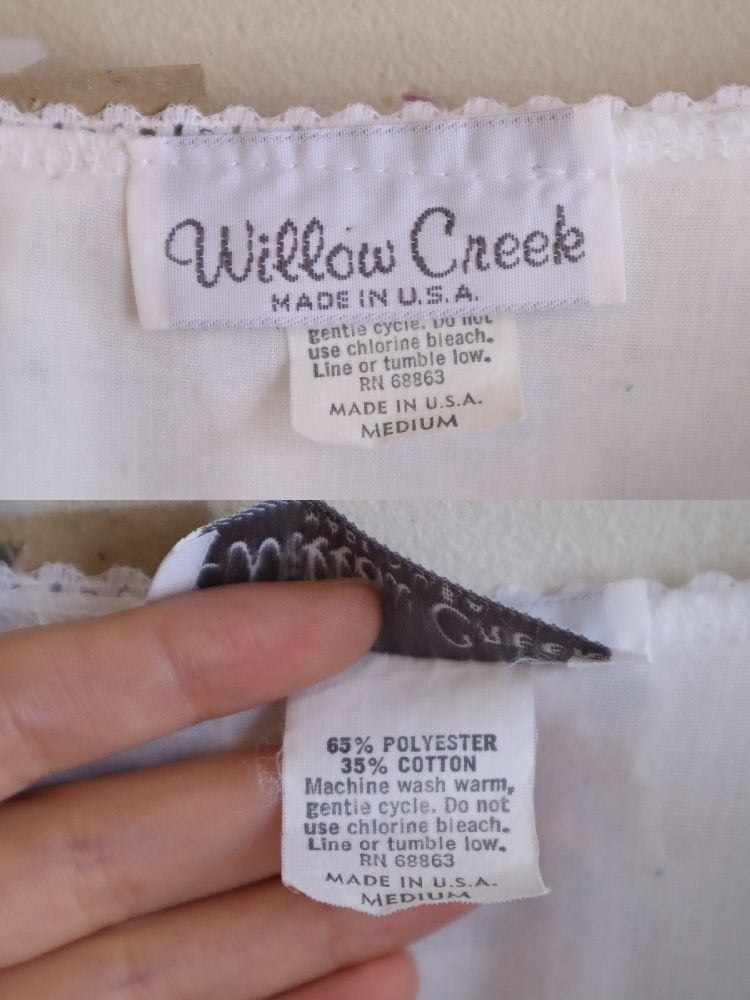 Willow Creek
MADE IN U.S.A.
gentle cycle. Do not
use chlorine bleach.
Line or tumble low.
RN 68863
MADE IN U.S.A.
MEDIUM
Willow Creek
65% POLYESTER
35% COTTON
Machine wash warm,
gentle cycle. Do not
use chlorine bleach.
Line or tumble low.
RN 68863
MADE IN U.S.A.
MEDIUM